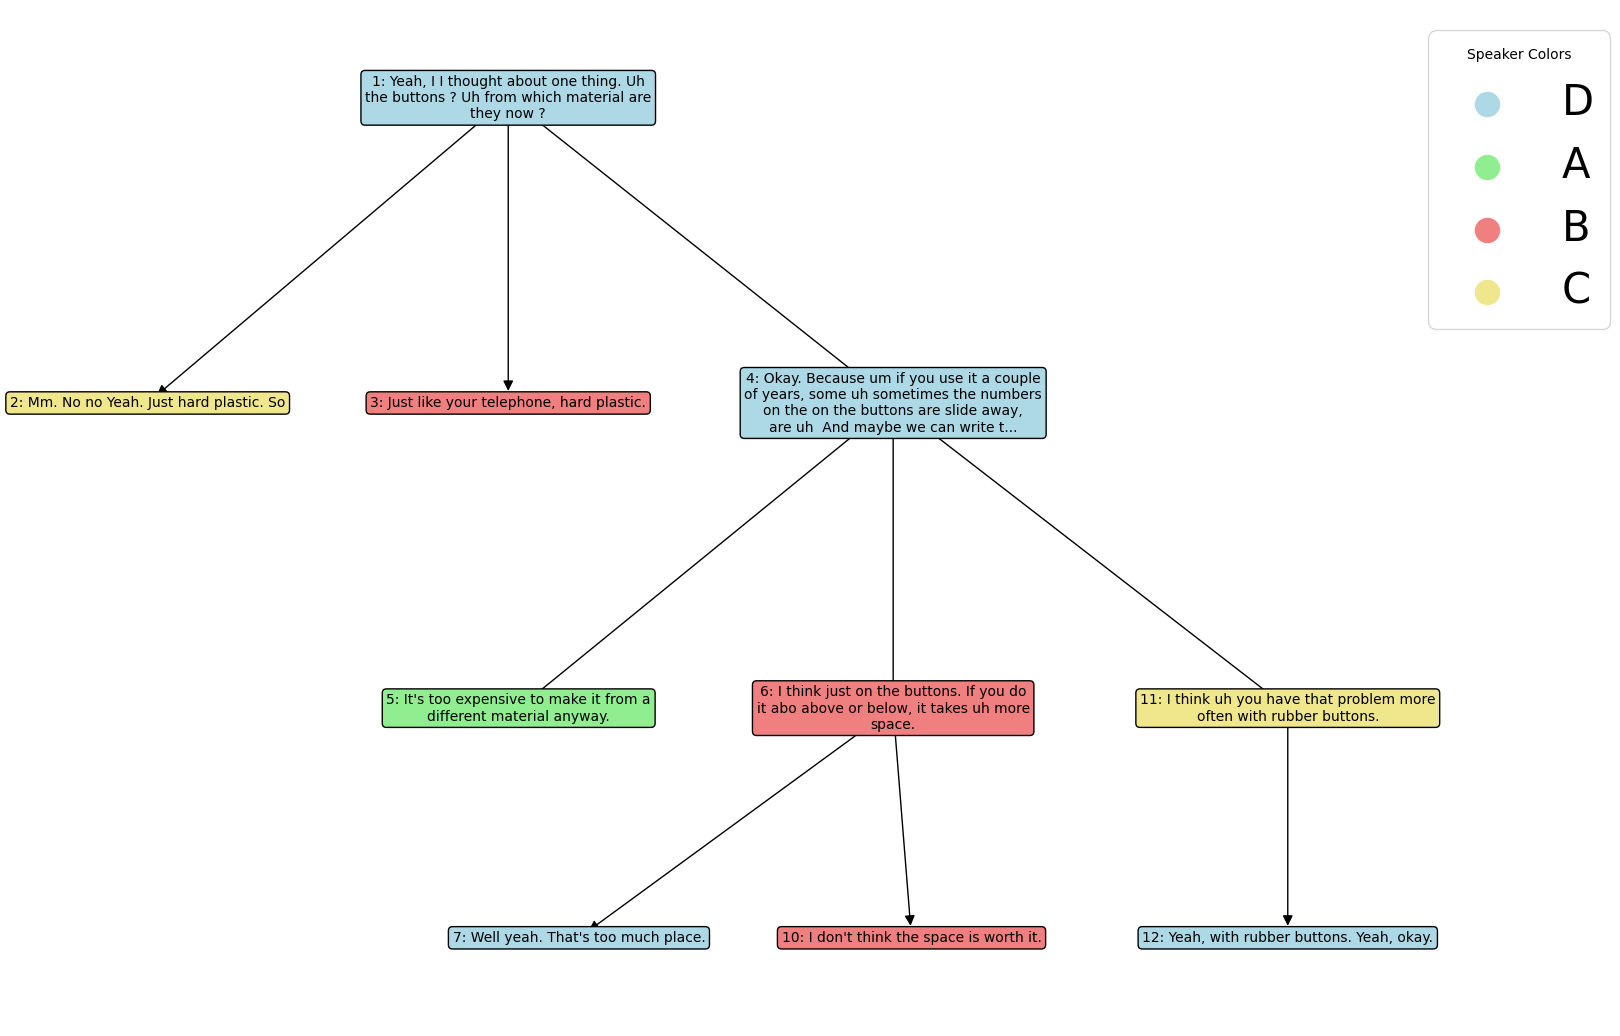 1: Yeah, I I thought about one thing. Uh
the buttons ? Uh from which material are
they now ?
Speaker Colors
D
A
B
C
2: Mm. No no Yeah. Just hard plastic. So
3: Just like your telephone, hard plastic.
4: Okay. Because um if you use it a couple
of years, some uh sometimes the numbers
on the on the buttons are slide away,
are uh  And maybe we can write t...
5: It's too expensive to make it from a
different material anyway.
6: I think just on the buttons. If you do
it abo above or below, it takes uh more
space.
11: I think uh you have that problem more
often with rubber buttons.
7: Well yeah. That's too much place.
10: I don't think the space is worth it.
12: Yeah, with rubber buttons. Yeah, okay.